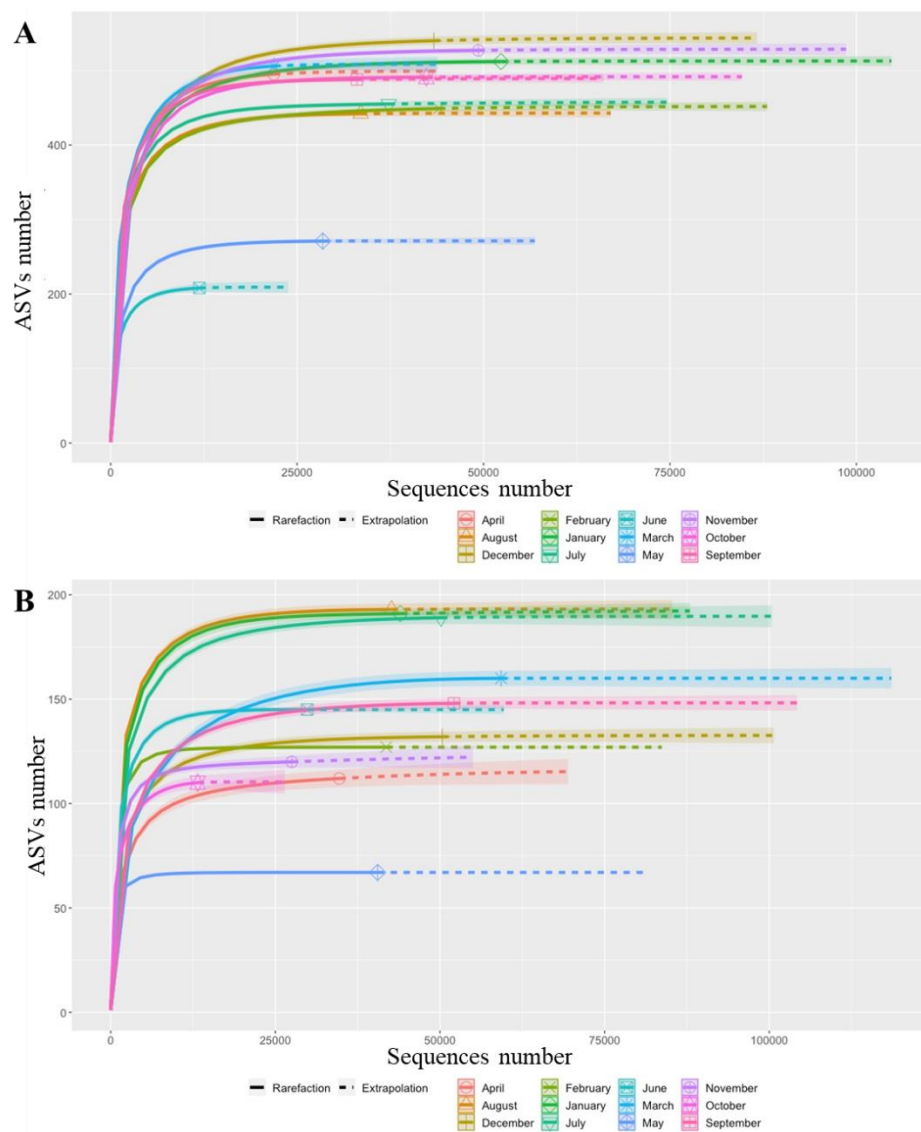 A
ASVs number
400
200
0
0 25000 50000 75000 100000
Sequences number
Rarefaction Extrapolation
April February June November
August January March October
December July May September
B
ASVs number
200
150
100
50
0
0 25000 50000 75000 100000
Sequences number
Rarefaction Extrapolation
April February June November
August January March October
December July May September